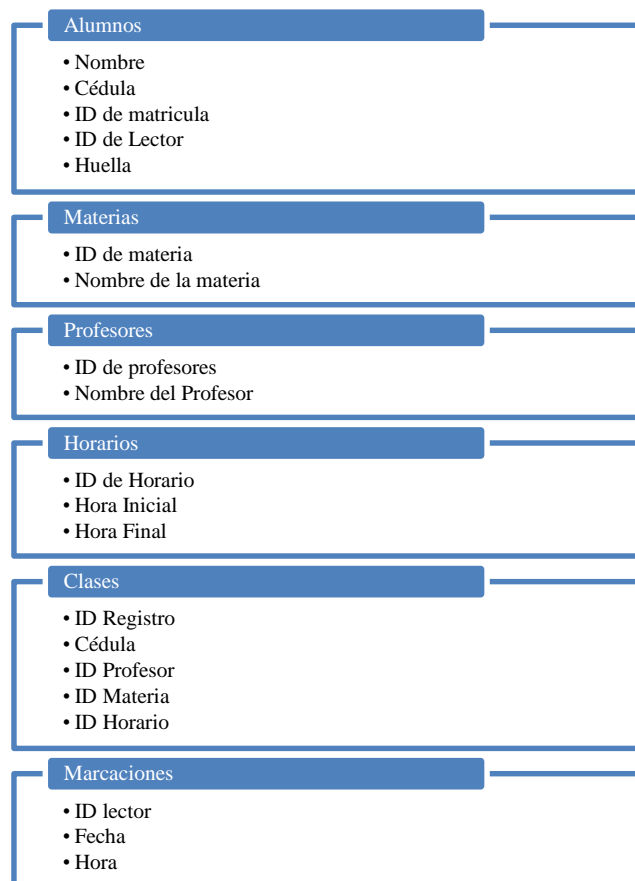 Alumnos
• Nombre
• Cédula
• ID de matricula
• ID de Lector
• Huella
Materias
• ID de materia
• Nombre de la materia
Profesores
• ID de profesores
• Nombre del Profesor
Horarios
• ID de Horario
• Hora Inicial
• Hora Final
Clases
• ID Registro
• Cédula
• ID Profesor
• ID Materia
• ID Horario
Marcaciones
• ID lector
• Fecha
• Hora